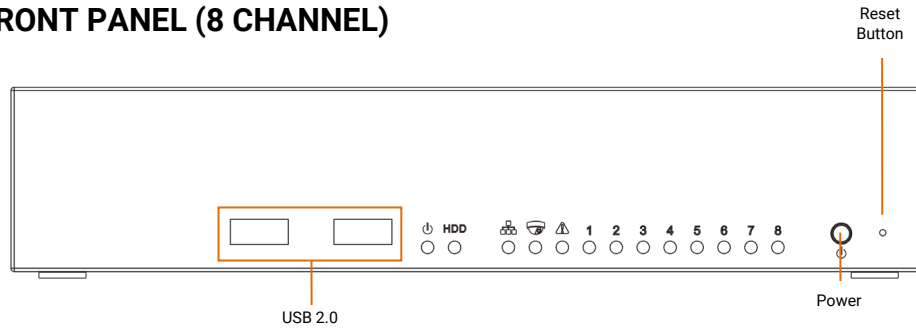 RONT PANEL (8 CHANNEL)
Reset
Button
HDD 1 2 3 4 5 6 7 8
Power
USB 2.0